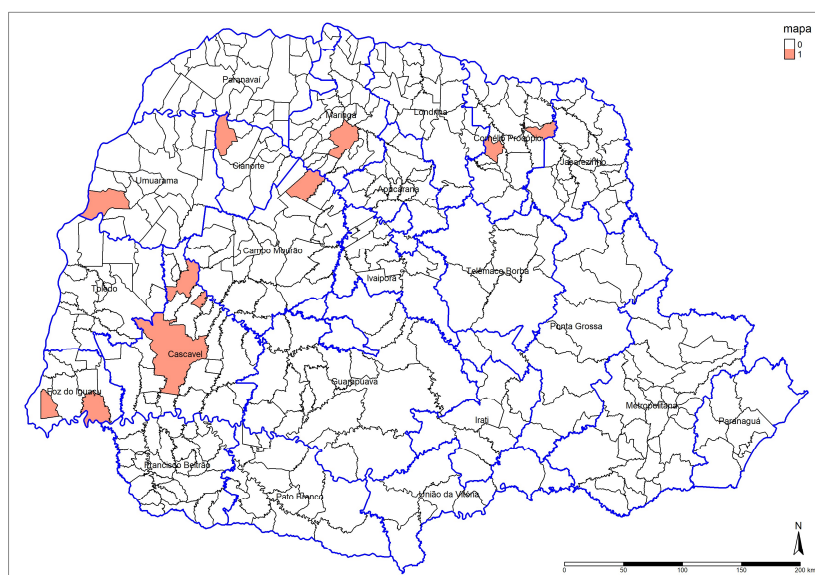 mapa
0
1
Paranavaí
Maringá
Londrina
Cornélio Procópio
Jacarezinho
Cianorte
Umuarama
Apucarana
Campo Mourão
Ivaiporã
Telêmaco Borba
Toledo
Ponta Grossa
Cascavel
Guarapuava
Foz do Iguaçu
Metropolitana
Irati
Paranaguá
Francisco Beltrão
Pato Branco
União da Vitória
N
0 50 100 150 200 km